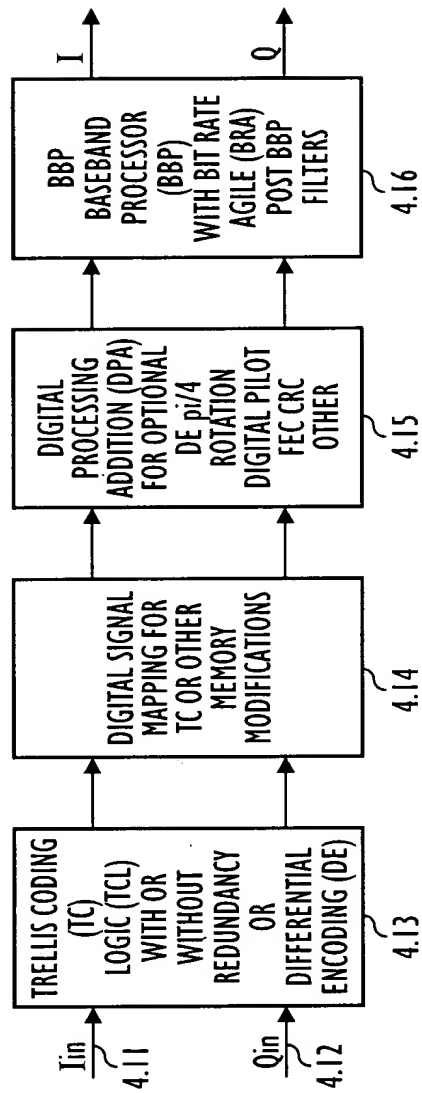 Iin
4.11
Qin
4.12
TRELLIS CODING
(TC)
LOGIC (TCL)
WITH OR
WITHOUT
REDUNDANCY
OR
DIFFERENTIAL
ENCODING (DE)
4.13
DIGITAL SIGNAL
MAPPING FOR
TC OR OTHER
MEMORY
MODIFICATIONS
4.14
DIGITAL
PROCESSING
ADDITION (DPA)
FOR OPTIONAL
DE pi/4
ROTATION
DIGITAL PILOT
FEC CRC
OTHER
4.15
BBP
BASEBAND
PROCESSOR
(BBP)
WITH BIT RATE
AGILE (BRA)
POST BBP
FILTERS
4.16
I
Q